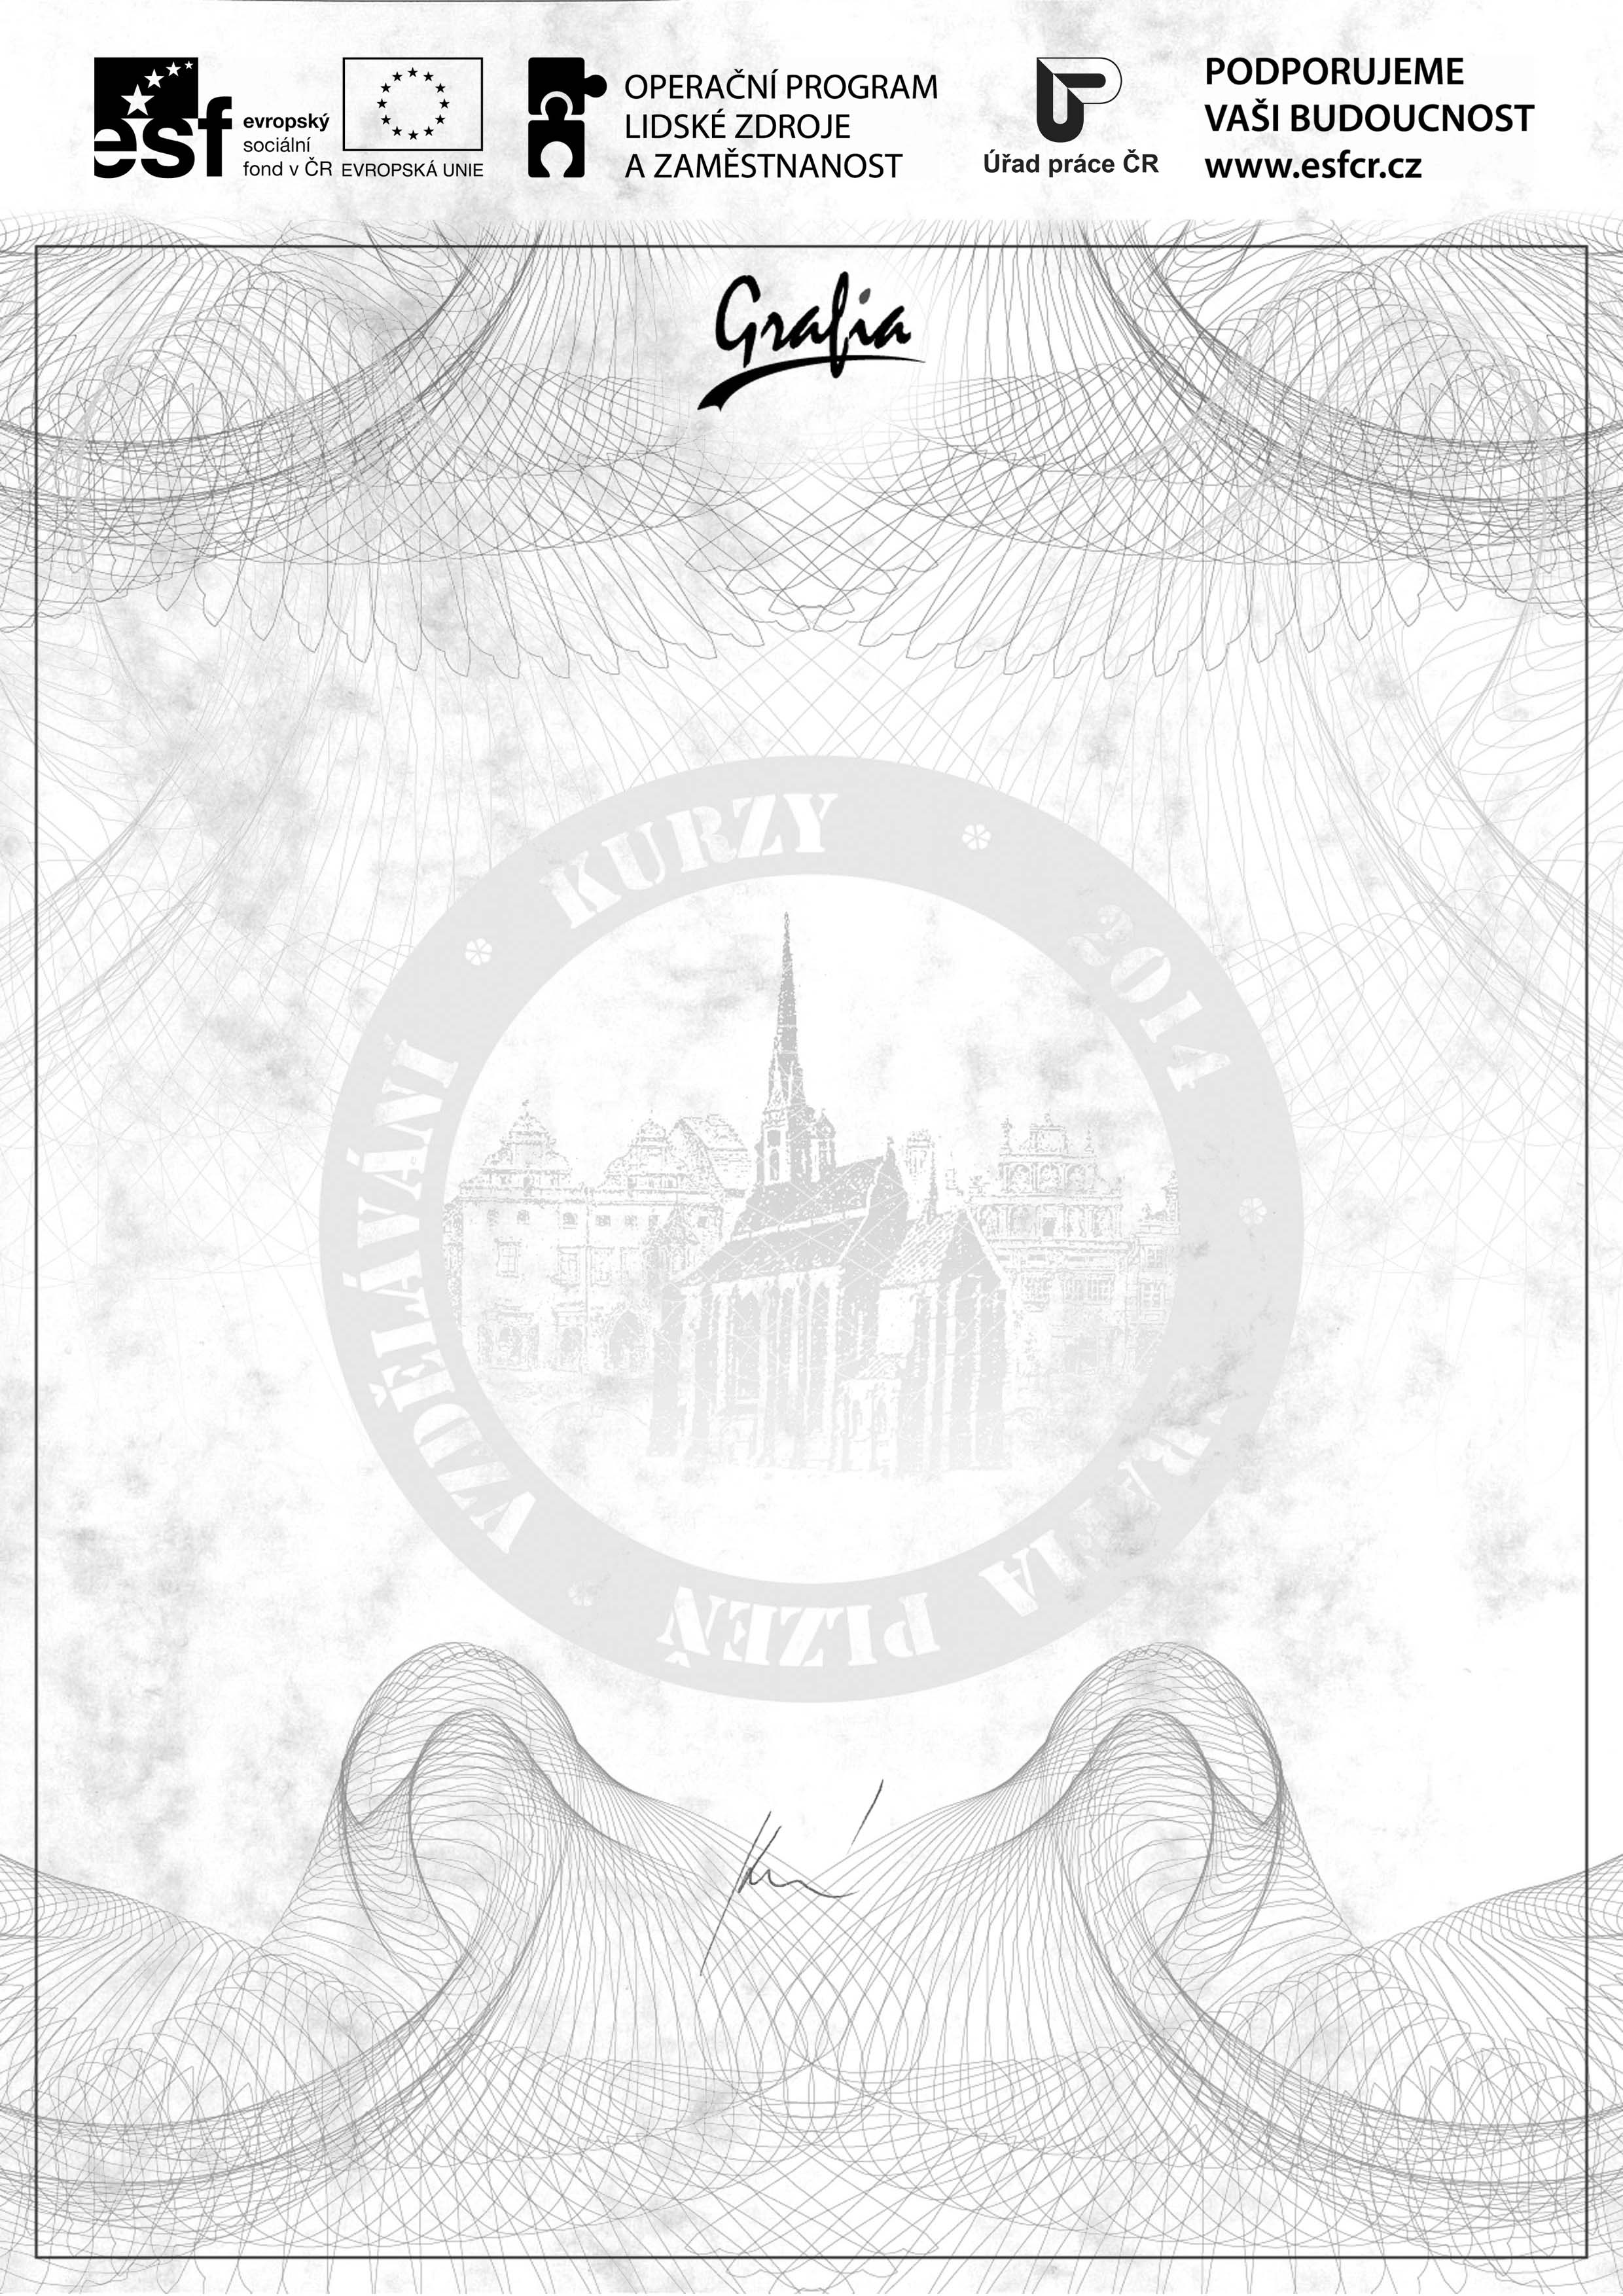 esf
evropský
sociální
fond v ČR
EVROPSKÁ UNIE
OPERAČNÍ PROGRAM
LIDSKÉ ZDROJE
A ZAMĚSTNANOST
Úřad práce ČR
PODPORUJEME
VAŠI BUDOUCNOST
www.esfcr.cz
Grafia
VZDĚLÁVÁNÍ * KURZY * 2014 * GRAFIA PLZEŇ *